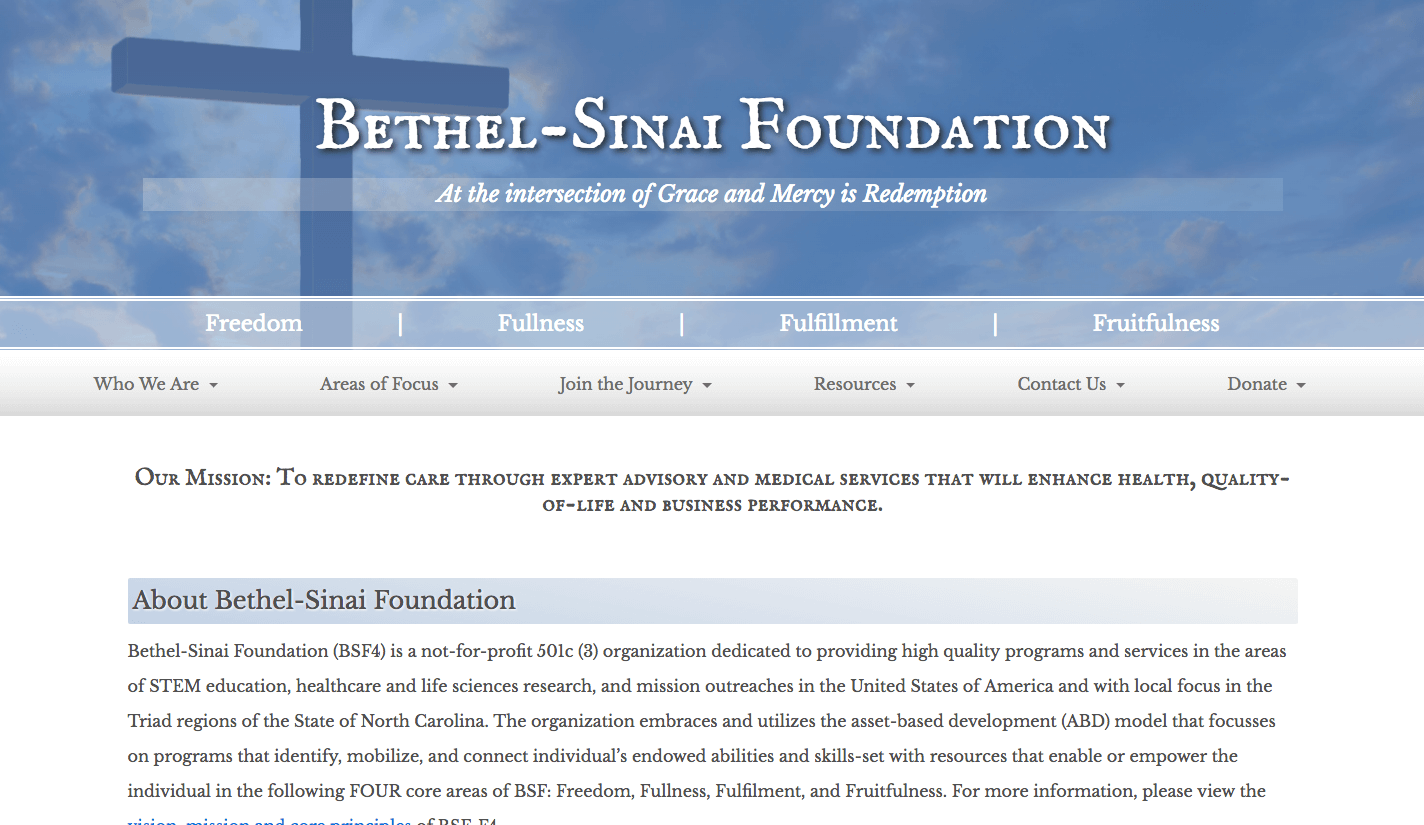 Bethel-Sinai Foundation
At the intersection of Grace and Mercy is Redemption
Freedom | Fullness | Fulfillment | Fruitfulness
Who We Are Areas of Focus Join the Journey Resources Contact Us Donate
Our Mission: To redefine care through expert advisory and medical services that will enhance health, quality-
of-life and business performance.
About Bethel-Sinai Foundation
Bethel-Sinai Foundation (BSF4) is a not-for-profit 501c (3) organization dedicated to providing high quality programs and services in the areas
of STEM education, healthcare and life sciences research, and mission outreaches in the United States of America and with local focus in the
Triad regions of the State of North Carolina. The organization embraces and utilizes the asset-based development (ABD) model that focusses
on programs that identify, mobilize, and connect individual's endowed abilities and skills-set with resources that enable or empower the
individual in the following FOUR core areas of BSF: Freedom, Fullness, Fulfilment, and Fruitfulness. For more information, please view the
vision, mission and core principles of BSF-F4